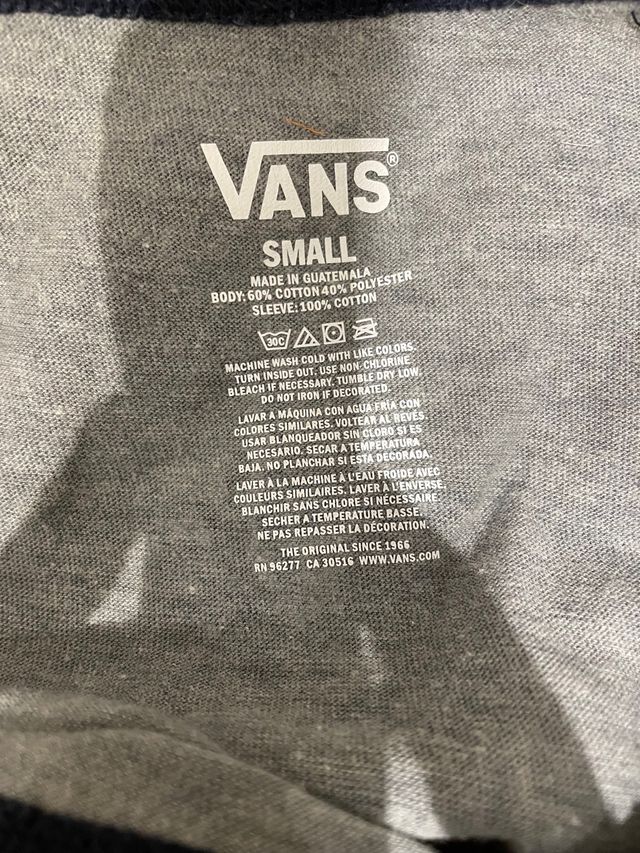 VANS®
SMALL
MADE IN GUATEMALA
BODY: 60% COTTON 40% POLYESTER
SLEEVE: 100% COTTON
30C
MACHINE WASH COLD WITH LIKE COLORS.
TURN INSIDE OUT. USE NON-CHLORINE
BLEACH IF NECESSARY. TUMBLE DRY LOW.
DO NOT IRON IF DECORATED.
LAVAR A MÁQUINA CON AGUA FRÍA CON
COLORES SIMILARES. VOLTEAR AL REVÉS.
USAR BLANQUEADOR SIN CLORO SI ES
NECESARIO. SECAR A TEMPERATURA
BAJA. NO PLANCHAR SI ESTÁ DECORADA.
LAVER À LA MACHINE À L'EAU FROIDE AVEC
COULEURS SIMILAIRES. LAVER À L'ENVERSE.
BLANCHIR SANS CHLORE SI NÉCESSAIRE.
SECHER A TEMPERATURE BASSE.
NE PAS REPASSER LA DÉCORATION.
THE ORIGINAL SINCE 1966
RN 96277 CA 30516 WWW.VANS.COM